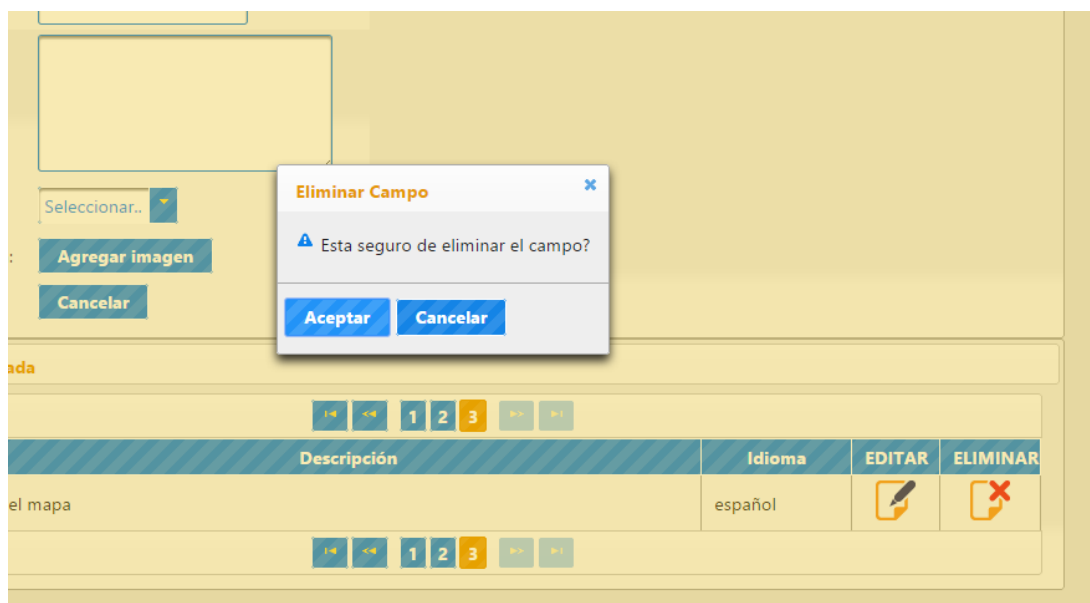 Seleccionar..
: Agregar imagen
Cancelar
Eliminar Campo
Esta seguro de eliminar el campo?
Aceptar Cancelar
ada
1 2 3
Descripción Idioma EDITAR ELIMINAR
el mapa español
1 2 3